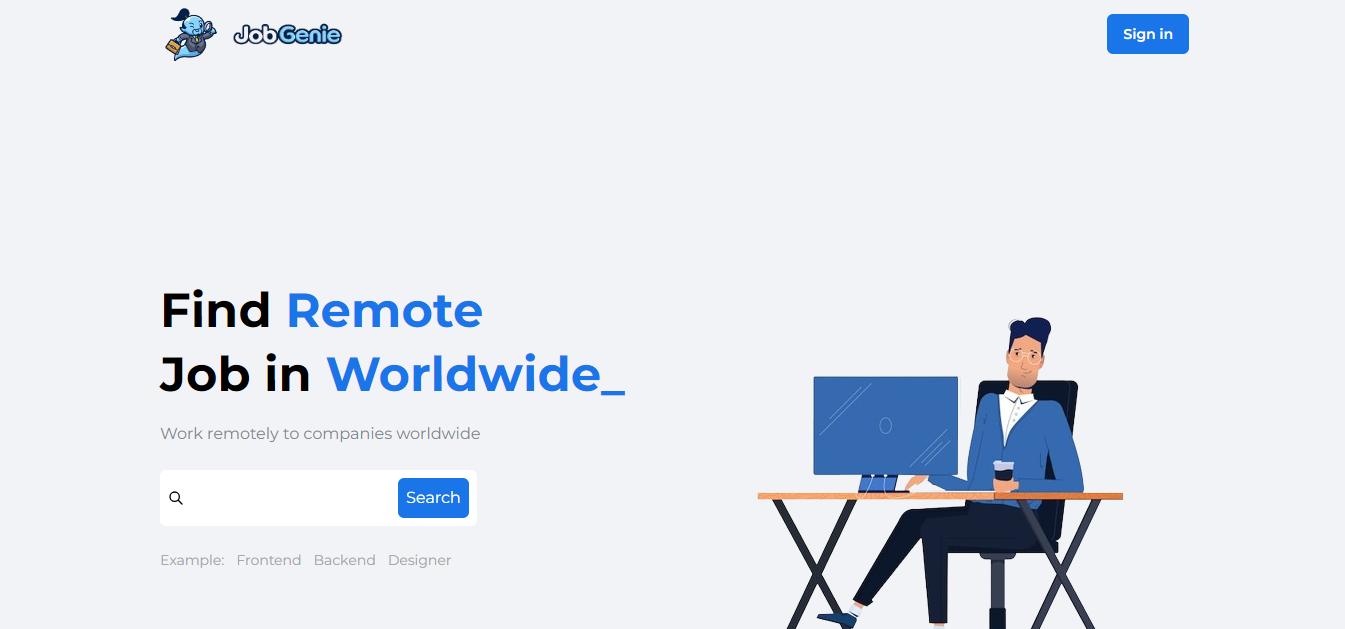 JobGenie
Sign in
Find Remote
Job in Worldwide_
Work remotely to companies worldwide
Search
Example: Frontend Backend Designer